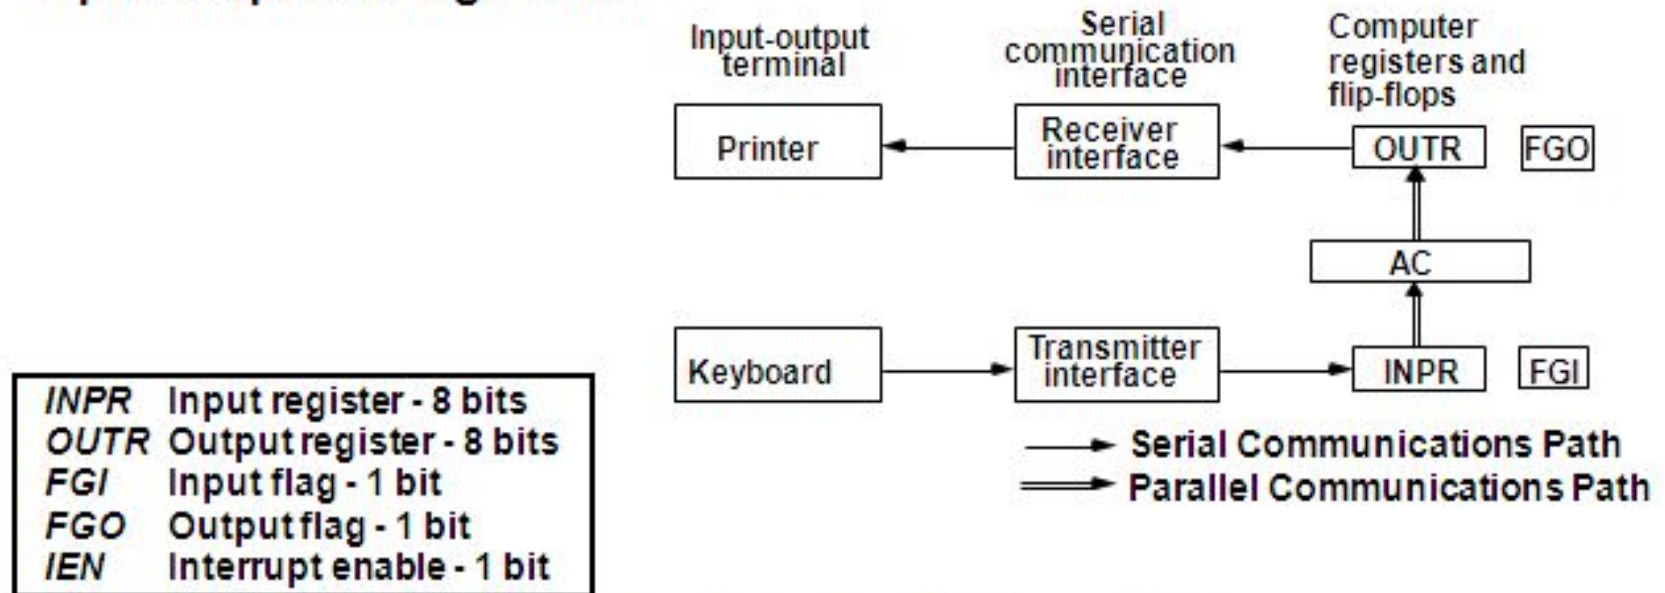 Input-output
terminal
Serial
communication
interface
Computer
registers and
flip-flops
Printer
Receiver
interface
OUTR
FGO
AC
Keyboard
Transmitter
interface
INPR
FGI
Serial Communications Path
Parallel Communications Path
INPR Input register - 8 bits
OUTR Output register - 8 bits
FGI Input flag - 1 bit
FGO Output flag - 1 bit
IEN Interrupt enable - 1 bit